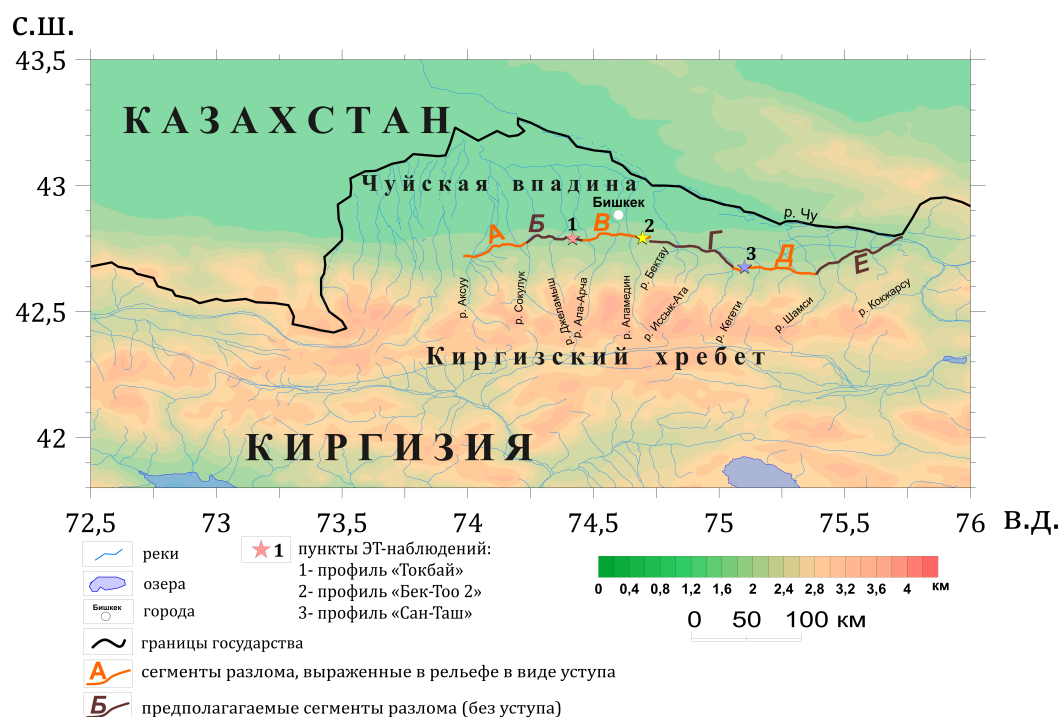 с.ш.
43,5
КАЗАХСТАН
43
Чуйская впадина
Бишкек
р. Чу
А
Б
1
В
2
Г
3
Д
Е
42,5
р. Аксуу
р. Сокулук
р. Джеламыш
р. Ала-Арча
р. Аламедин
р. Бектау
р. Иссык-Ата
р. Кегети
р. Шамси
р. Коюкарсу
Киргизский хребет
42
КИРГИЗИЯ
72,5 73 73,5 74 74,5 75 75,5 76 в.д.
реки
озера
Бишкек города
границы государства
А сегменты разлома, выраженные в рельефе в виде уступа
Б предполагагаемые сегменты разлома (без уступа)
1 пункты ЭТ-наблюдений:
1- профиль «Токбай»
2- профиль «Бек-Тоо 2»
3- профиль «Сан-Таш»
0 0,4 0,8 1,2 1,6 2 2,4 2,8 3,2 3,6 4 км
0 50 100 км